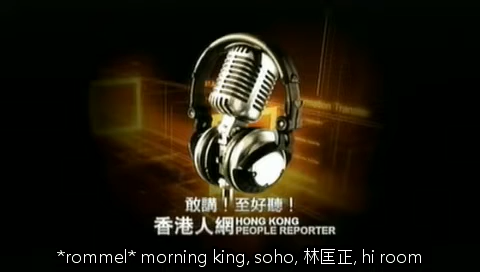 敢講！至好聽！
香港人網 HONG KONG
PEOPLE REPORTER
*rommel* morning king, soho, 林匡正, hi room